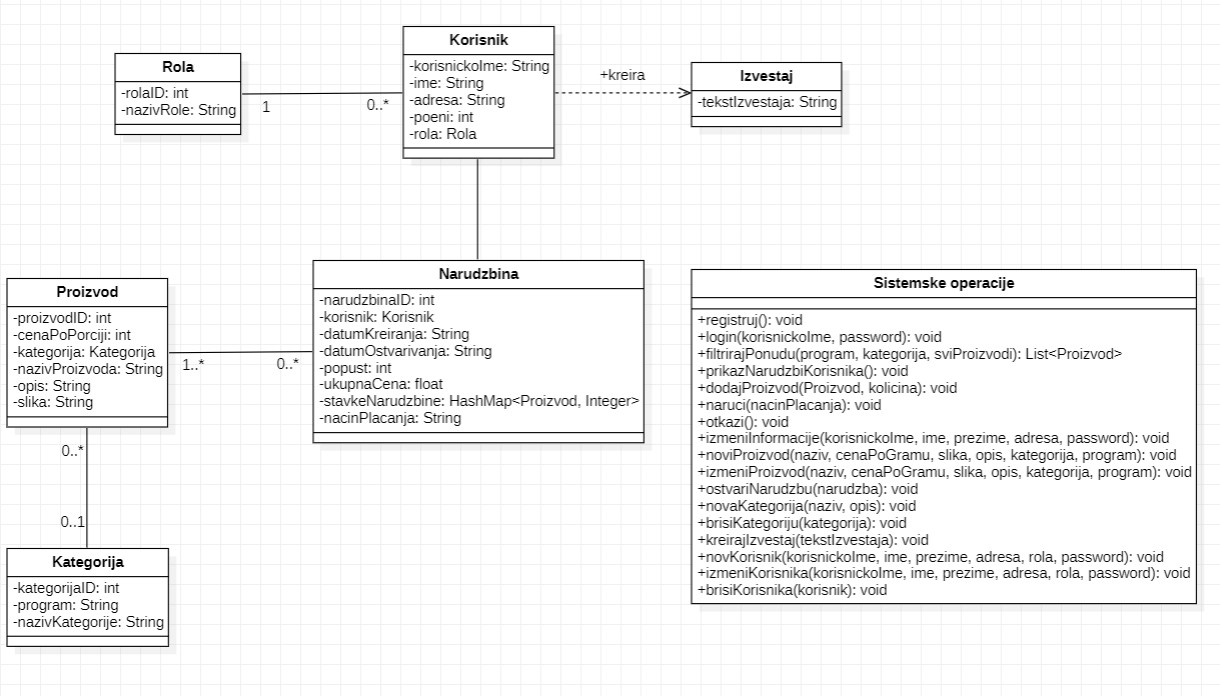 Rola
-rolaID: int
-nazivRole: String
1
0..*
Korisnik
-korisnickoIme: String
-ime: String
-adresa: String
-poeni: int
-rola: Rola
+kreira
Izvestaj
-tekstIzvestaja: String
Proizvod
-proizvodID: int
-cenaPoPorciji: int
-kategorija: Kategorija
-nazivProizvoda: String
-opis: String
-slika: String
1..*
0..*
Narudzbina
-narudzbinaID: int
-korisnik: Korisnik
-datumKreiranja: String
-datumOstvarivanja: String
-popust: int
-ukupnaCena: float
-stavkeNarudzbine: HashMap<Proizvod, Integer>
-nacinPlacanja: String
0..*
0..1
Kategorija
-kategorijaID: int
-program: String
-nazivKategorije: String
Sistemske operacije
+registruj(): void
+login(korisnickoIme, password): void
+filtrirajPonudu(program, kategorija, sviProizvodi): List<Proizvod>
+prikazNarudzbiKorisnika(): void
+dodajProizvod(Proizvod, kolicina): void
+naruci(nacinPlacanja): void
+otkazi(): void
+izmeniInformacije(korisnickoIme, ime, prezime, adresa, password): void
+noviProizvod(naziv, cenaPoGramu, slika, opis, kategorija, program): void
+izmeniProizvod(naziv, cenaPoGramu, slika, opis, kategorija, program): void
+ostvariNarudzbu(narudzba): void
+novaKategorija(naziv, opis): void
+brisiKategoriju(kategorija): void
+kreirajIzvestaj(tekstIzvestaja): void
+novKorisnik(korisnickoIme, ime, prezime, adresa, rola, password): void
+izmeniKorisnika(korisnickoIme, ime, prezime, adresa, rola, password): void
+brisiKorisnika(korisnik): void